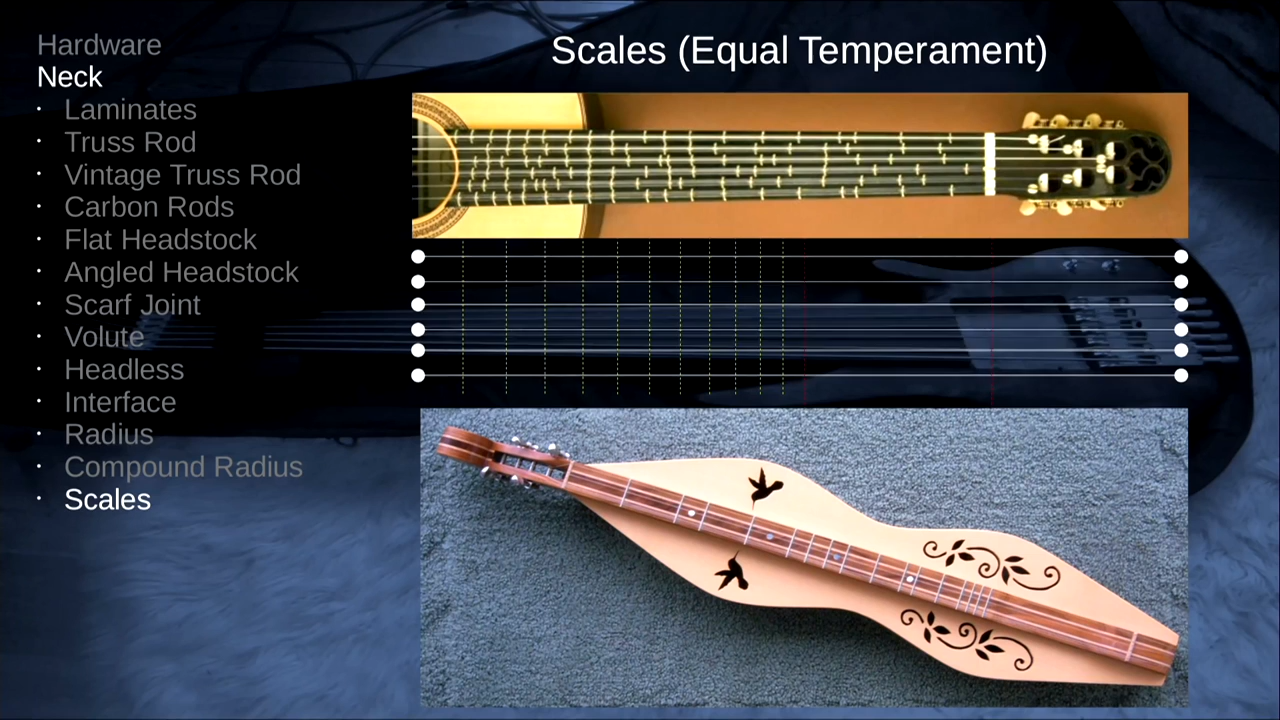 Hardware
Neck
· Laminates
· Truss Rod
· Vintage Truss Rod
· Carbon Rods
· Flat Headstock
· Angled Headstock
· Scarf Joint
· Volute
· Headless
· Interface
· Radius
· Compound Radius
· Scales
Scales (Equal Temperament)